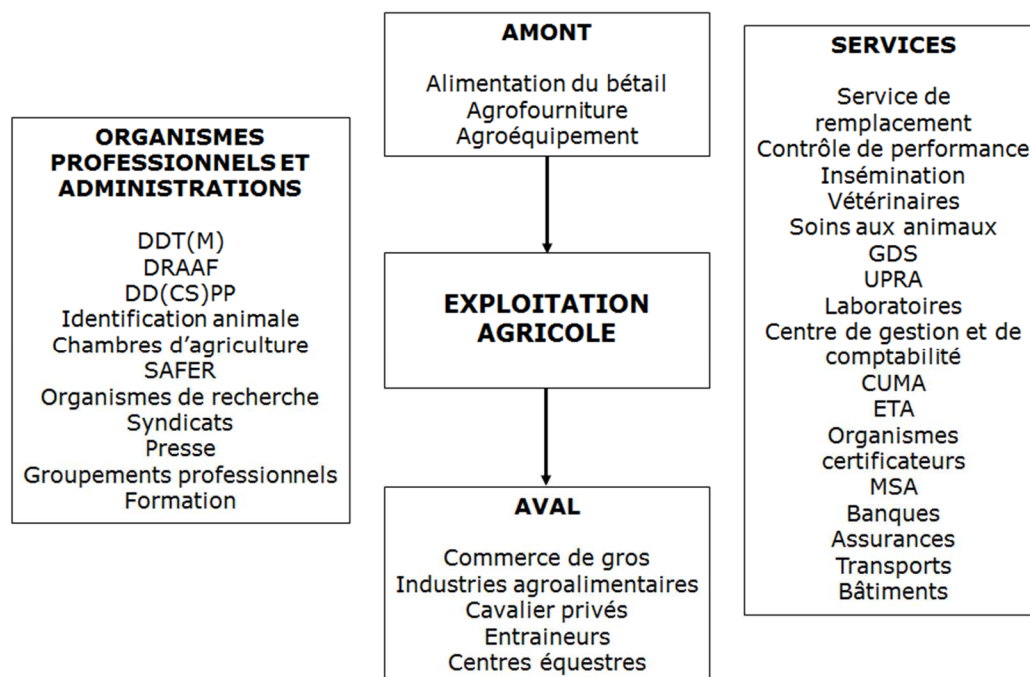 AMONT
Alimentation du bétail
Agrofourniture
Agroéquipement
ORGANISMES
PROFESSIONNELS ET
ADMINISTRATIONS
DDT(M)
DRAAF
DD(CS)PP
Identification animale
Chambres d'agriculture
SAFER
Organismes de recherche
Syndicats
Presse
Groupements professionnels
Formation
EXPLOITATION
AGRICOLE
AVAL
Commerce de gros
Industries agroalimentaires
Cavalier privés
Entraineurs
Centres équestres
SERVICES
Service de
remplacement
Contrôle de performance
Insémination
Vétérinaires
Soins aux animaux
GDS
UPRA
Laboratoires
Centre de gestion et de
comptabilité
CUMA
ETA
Organismes
certificateurs
MSA
Banques
Assurances
Transports
Bâtiments